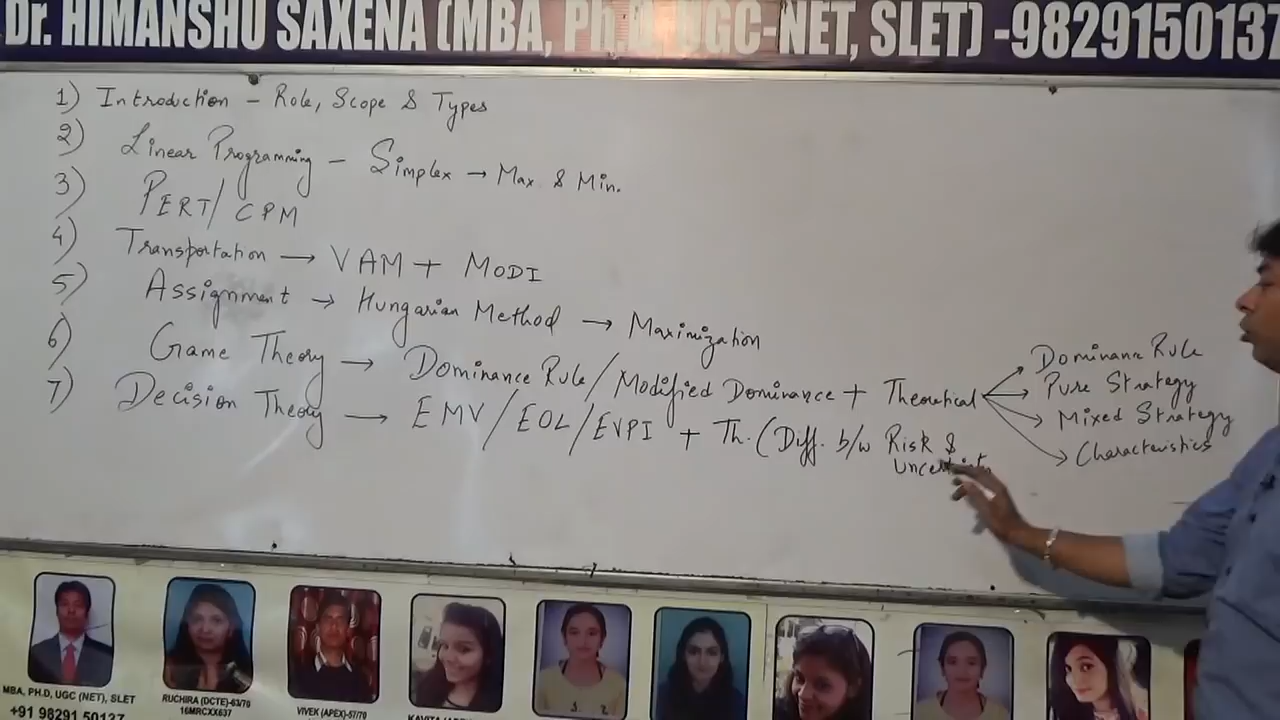 Dr. HIMANSHU SAXENA (MBA, Ph.D, UGC-NET, SLET) -9829150137
1) Introduction - Role, Scope & Types
2) Linear Programming - Simplex → Max & Min.
3) PERT/CPM
4) Transportation → VAM + MODI
5) Assignment → Hungarian Method → Maximization
6) Game Theory → Dominance Rule/Modified Dominance + Theoretical
Dominance Rule
Pure Strategy
Mixed Strategy
Characteristics
7) Decision Theory → EMV/EOL/EVPI + Th. (Diff. b/w Risk &
MBA, PH.D, UGC (NET), SLET
+91 98291 50137
RUCHIRA (DCTE)-63/70
16MRCXX637
VIVEK (APEX)-57/70
KAVITA